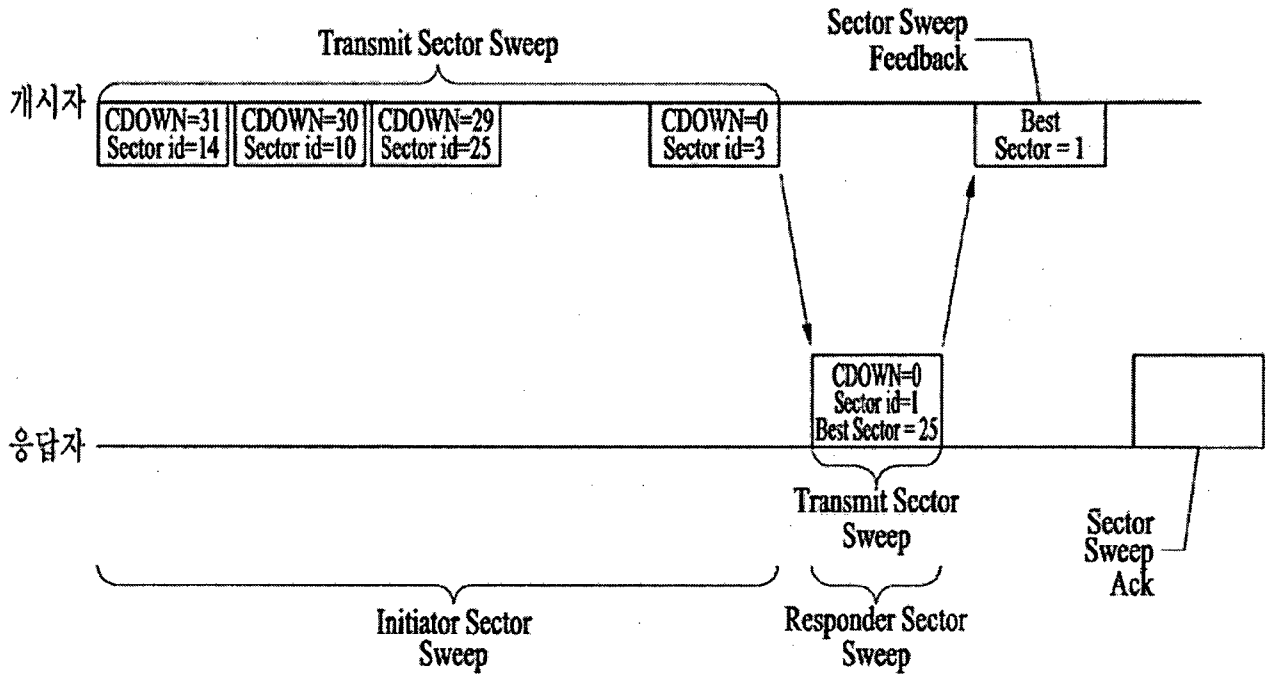 Transmit Sector Sweep
Sector Sweep
Feedback
개시자
CDOWN=31
Sector id=14
CDOWN=30
Sector id=10
CDOWN=29
Sector id=25
CDOWN=0
Sector id=3
Best
Sector = 1
응답자
CDOWN=0
Sector id=1
Best Sector = 25
Transmit Sector
Sweep
Sector
Sweep
Ack
Initiator Sector
Sweep
Responder Sector
Sweep